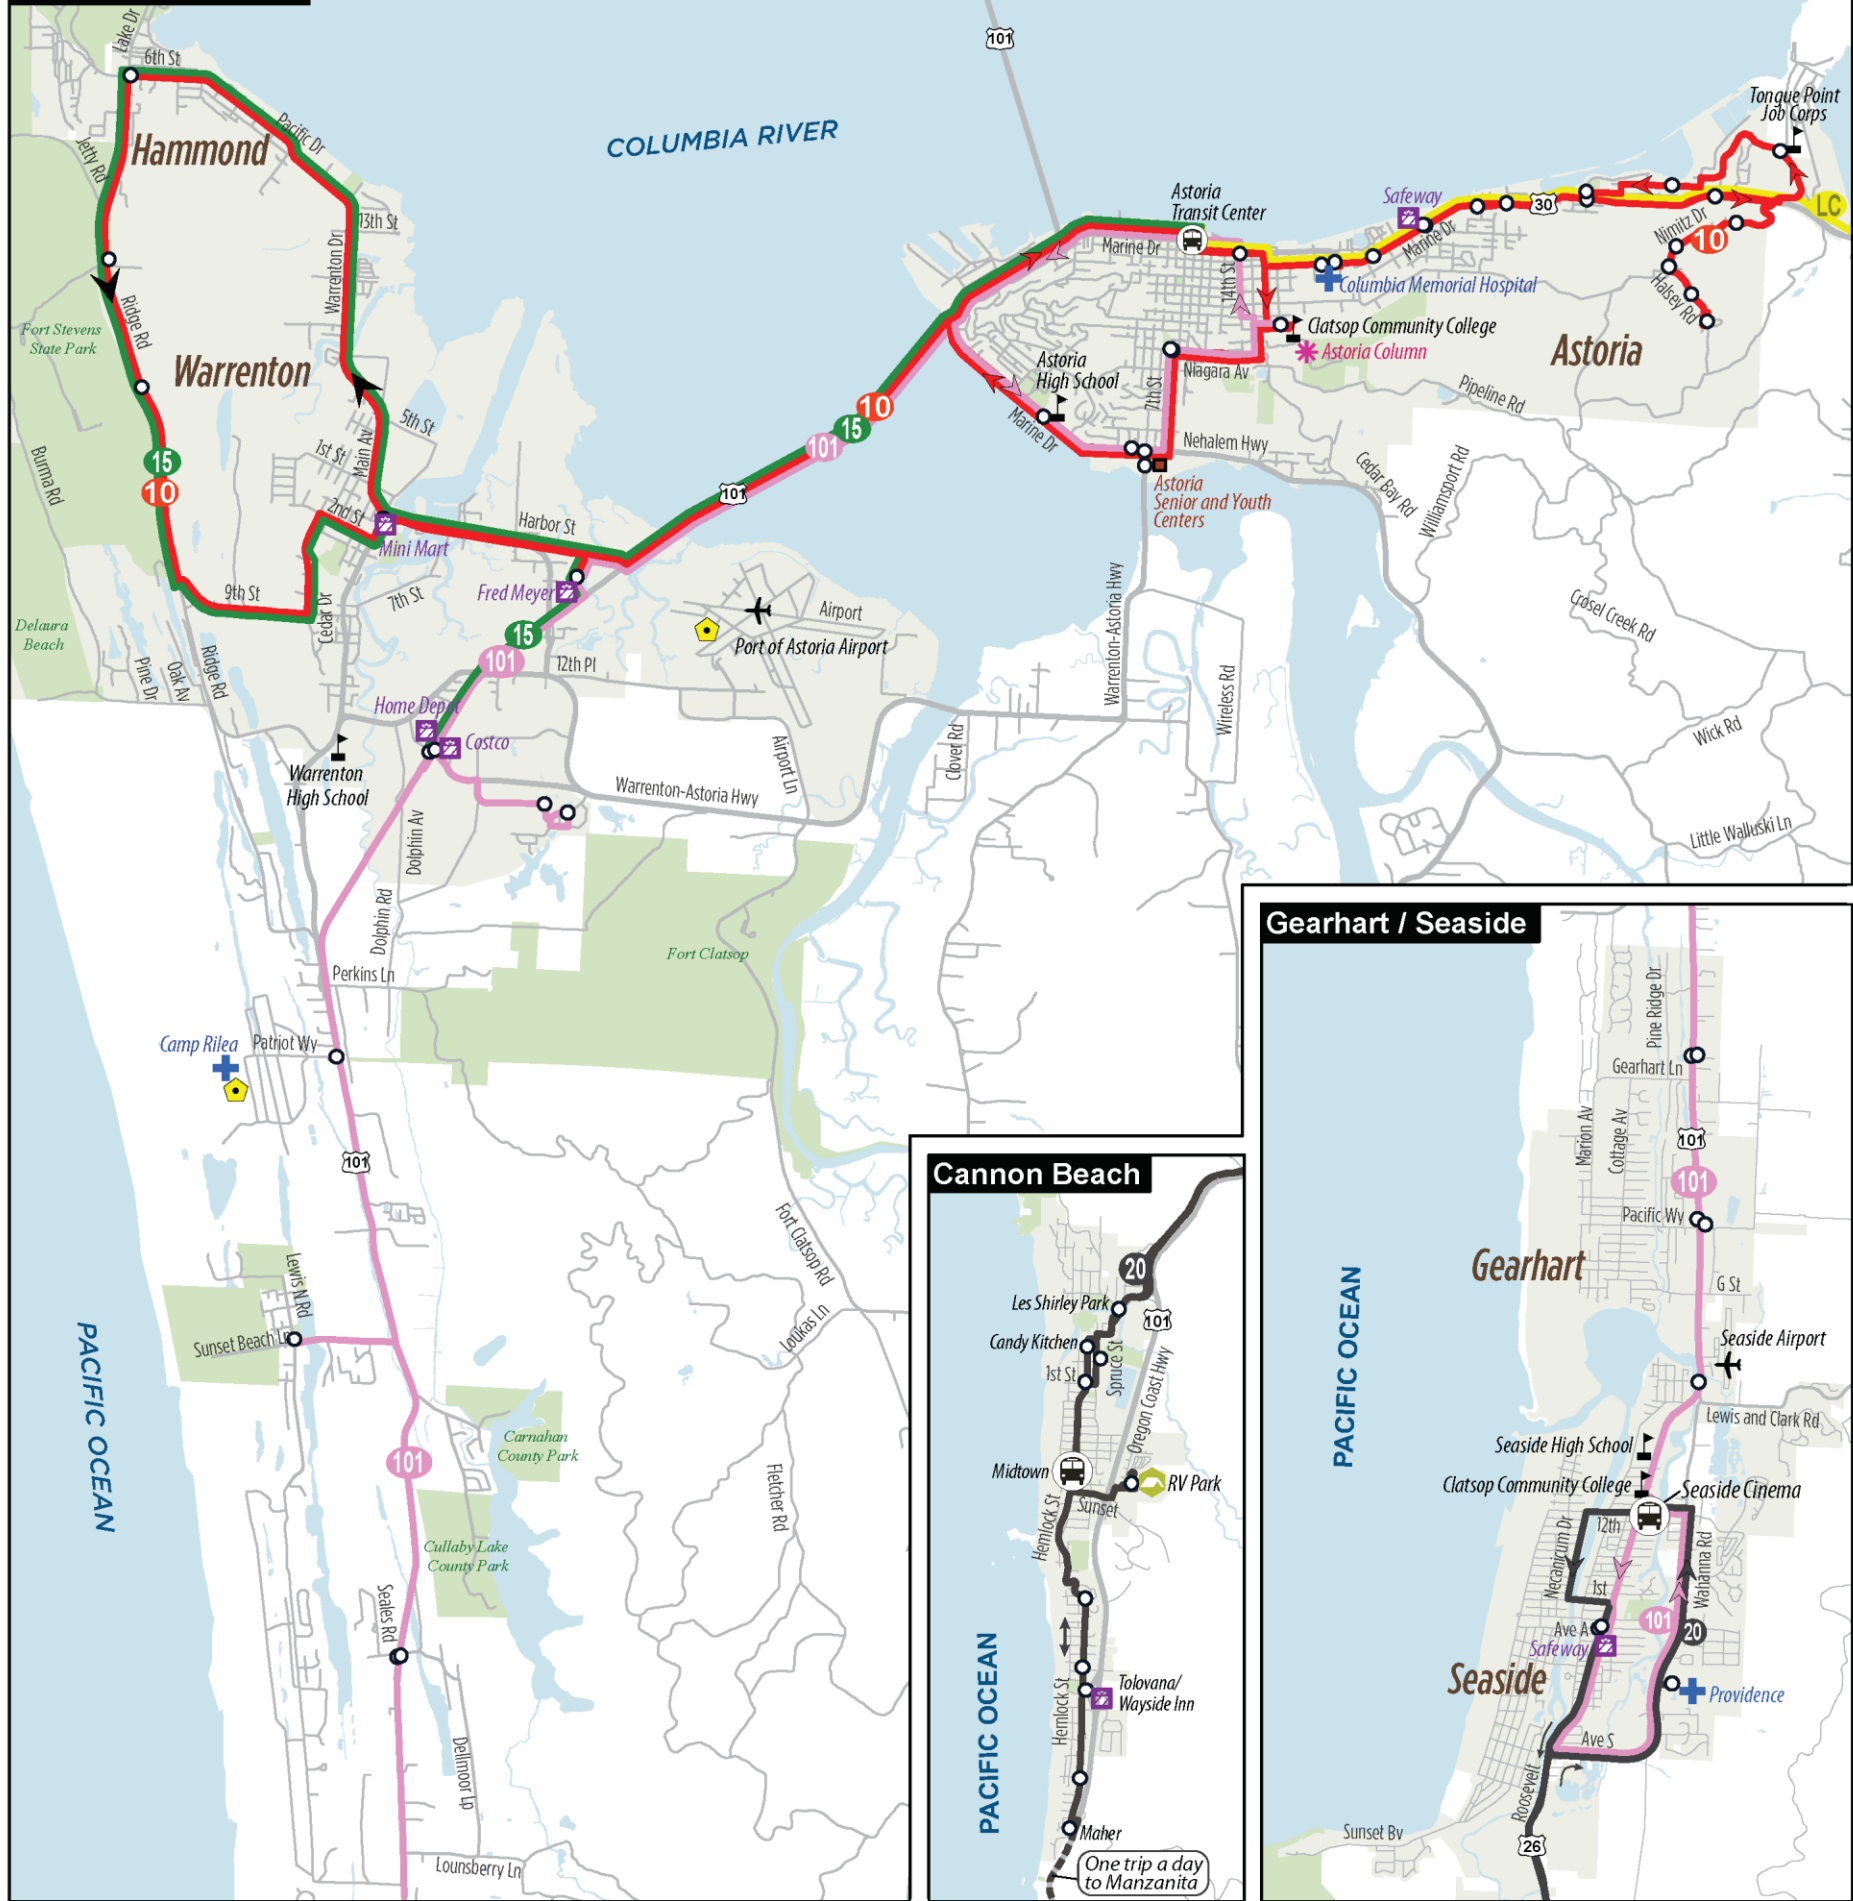 Lake Dr
6th St
Hammond
Pacific Dr
Jetty Rd
13th St
Warrenton Dr
Ridge Rd
Fort Stevens
State Park
Warrenton
5th St
1st St
Main Av
Burma Rd
15
10
2nd St
Mini Mart
Harbor St
9th St
7th St
Cedar Dr
Fred Meyer
Delaura
Beach
Pine Dr
Oak Av
Ridge Rd
15
101
12th Pl
Home Depot
Costco
Warrenton
High School
COLUMBIA RIVER
101
101
15
10
101
Airport
Port of Astoria Airport
Airport Ln
Warrenton-Astoria Hwy
Clover Rd
Warrenton-Astoria Hwy
Wireless Rd
Astoria
Transit Center
Marine Dr
14th St
Safeway
30
Marine Dr
Columbia Memorial Hospital
Clatsop Community College
Astoria Column
Astoria
Astoria
High School
Marine Dr
7th St
Niagara Av
Nehalem Hwy
Astoria
Senior and Youth
Centers
Tongue Point
Job Corps
LC
Nimitz Dr
10
Halsey Rd
Pipeline Rd
Cedar Bay Rd
Williamsport Rd
Crosel Creek Rd
Wick Rd
Little Walluski Ln
Dolphin Av
Dolphin Rd
Perkins Ln
Fort Clatsop
Camp Rilea
Patriot Wy
101
Lewis N Rd
Sunset Beach Ln
PACIFIC OCEAN
101
Carnahan
County Park
Cullaby Lake
County Park
Seales Rd
Dellmoor Lp
Lounsberry Ln
Fort Clatsop Rd
Loukas Ln
Fletcher Rd
Cannon Beach
20
Les Shirley Park
101
Candy Kitchen
1st St
Spruce St
Oregon Coast Hwy
Midtown
RV Park
Sunset
Hemlock St
PACIFIC OCEAN
Hemlock St
Tolovana/
Wayside Inn
Maher
One trip a day
to Manzanita
Gearhart / Seaside
Pine Ridge Dr
Gearhart Ln
Marion Av
Cottage Av
101
101
Pacific Wy
Gearhart
G St
PACIFIC OCEAN
Seaside Airport
Lewis and Clark Rd
Seaside High School
Clatsop Community College
Seaside Cinema
12th
Necanicum Dr
1st
Wahanna Rd
101
20
Ave A
Safeway
Seaside
Providence
Ave S
Roosevelt
Sunset Bv
26